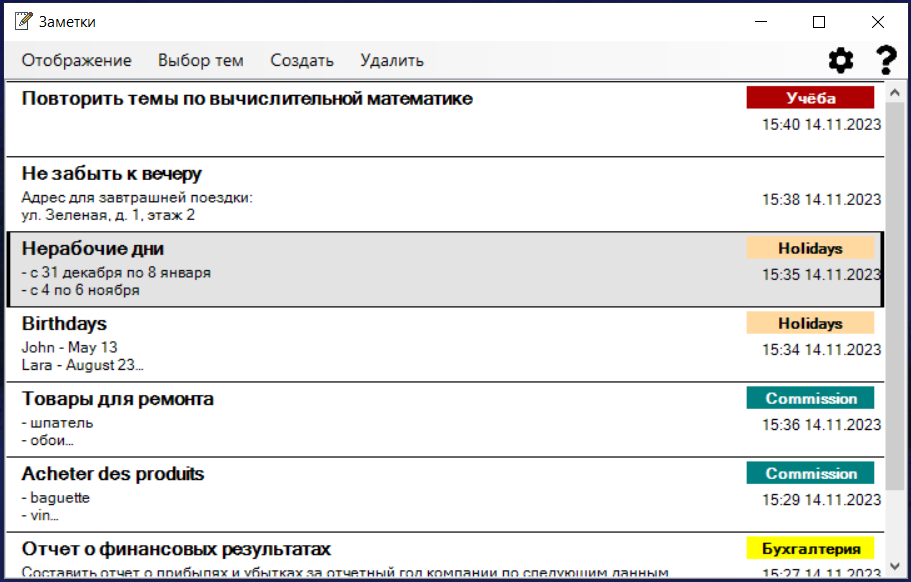 Заметки
Отображение Выбор тем Создать Удалить ?
Повторить темы по вычислительной математике Учёба
15:40 14.11.2023
Не забыть к вечеру
Адрес для завтрашней поездки:
15:38 14.11.2023
ул. Зеленая, д. 1, этаж 2
Нерабочие дни Holidays
- с 31 декабря по 8 января 15:35 14.11.2023
- с 4 по 6 ноября
Birthdays Holidays
John - May 13 15:34 14.11.2023
Lara - August 23...
Товары для ремонта Commission
- шпатель 15:36 14.11.2023
- обои...
Acheter des produits Commission
- baguette 15:29 14.11.2023
- vin...
Отчет о финансовых результатах Бухгалтерия
Составить отчет о прибылях и убытках за отчетный год компании по следующим данным 15:27 14.11.2023